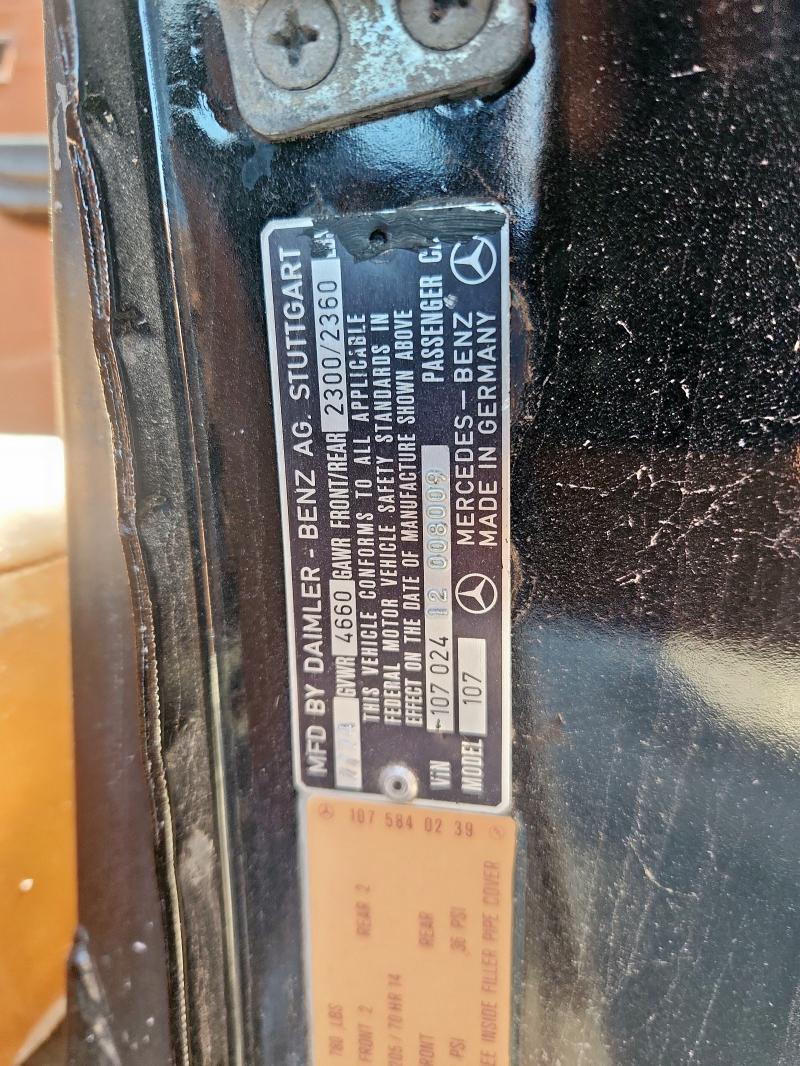 MFD BY DAIMLER - BENZ AG. STUTTGART
GVWR 4660 GAWR FRONT/REAR 2300/2360
THIS VEHICLE CONFORMS TO ALL APPLICABLE
FEDERAL MOTOR VEHICLE SAFETY STANDARDS IN
EFFECT ON THE DATE OF MANUFACTURE SHOWN ABOVE
VIN 107 024 12 008009 PASSENGER
MODEL 107 MERCEDES-BENZ
MADE IN GERMANY
107 584 02 39
780 LBS
FRONT 2 REAR 2
205/70 HR 14
REAR
PSI 36 PSI
INSIDE FILLER PIPE COVER